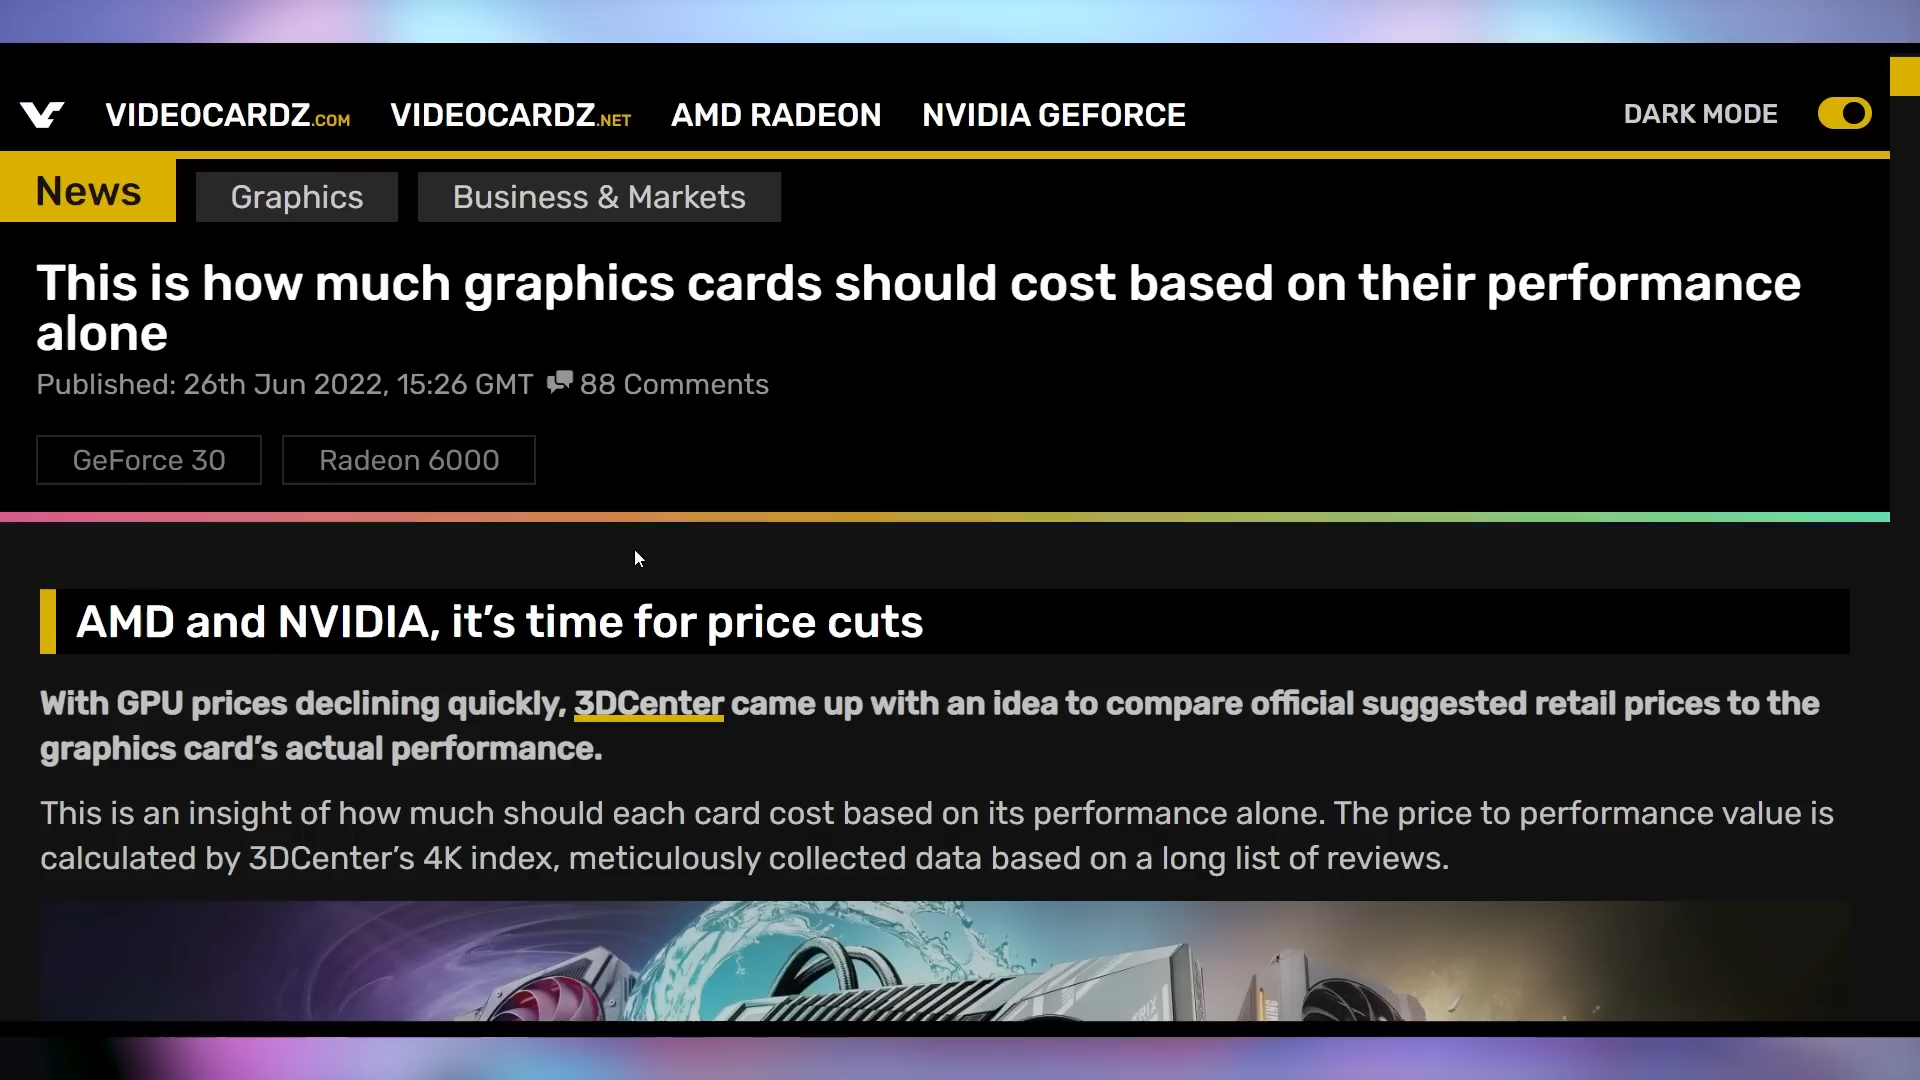 VIDEOCARDZ.COM VIDEOCARDZ.NET AMD RADEON NVIDIA GEFORCE DARK MODE
News Graphics Business & Markets
This is how much graphics cards should cost based on their performance
alone
Published: 26th Jun 2022, 15:26 GMT 88 Comments
GeForce 30 Radeon 6000
AMD and NVIDIA, it’s time for price cuts
With GPU prices declining quickly, 3DCenter came up with an idea to compare official suggested retail prices to the
graphics card’s actual performance.
This is an insight of how much should each card cost based on its performance alone. The price to performance value is
calculated by 3DCenter’s 4K index, meticulously collected data based on a long list of reviews.